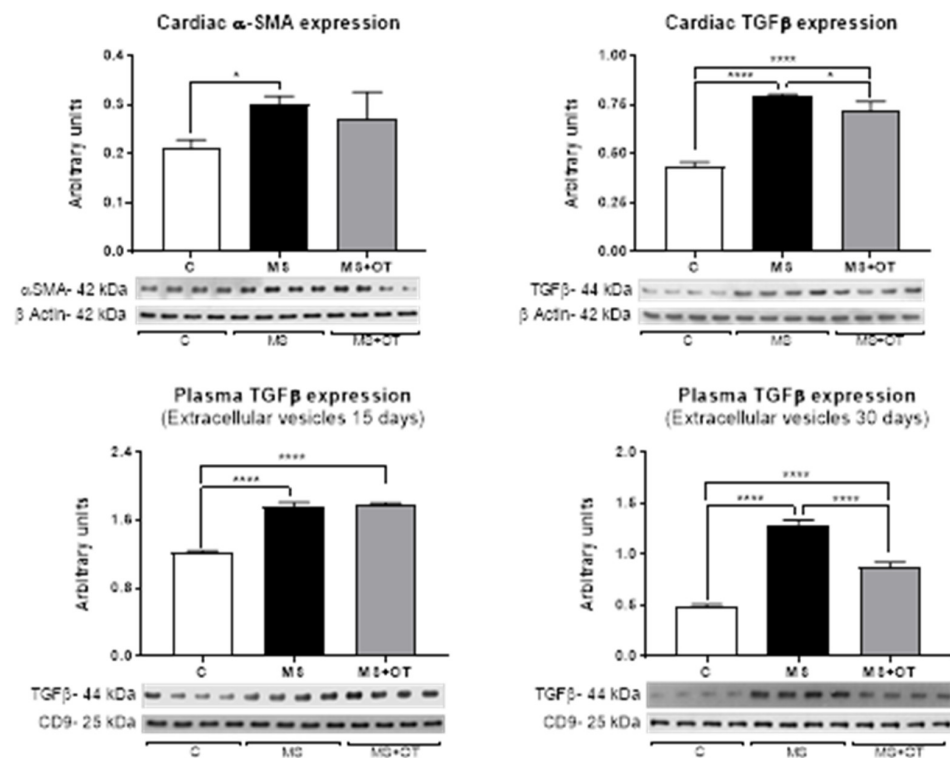 Cardiac α-SMA expression
0.4
0.3
0.2
0.1
0.0
Arbitrary units
*
C
MS
MS+OT
αSMA- 42 kDa
β Actin- 42 kDa
C
MS
MS+OT
Cardiac TGFβ expression
1.00
0.75
0.50
0.25
0.00
Arbitrary units
****
****
*
C
MS
MS+OT
TGFβ- 44 kDa
β Actin- 42 kDa
C
MS
MS+OT
Plasma TGFβ expression
(Extracellular vesicles 15 days)
2.4
1.6
0.8
0.0
Arbitrary units
****
****
C
MS
MS+OT
TGFβ- 44 kDa
CD9- 25 kDa
C
MS
MS+OT
Plasma TGFβ expression
(Extracellular vesicles 30 days)
2.0
1.5
1.0
0.5
0.0
Arbitrary units
****
****
****
C
MS
MS+OT
TGFβ- 44 kDa
CD9- 25 kDa
C
MS
MS+OT